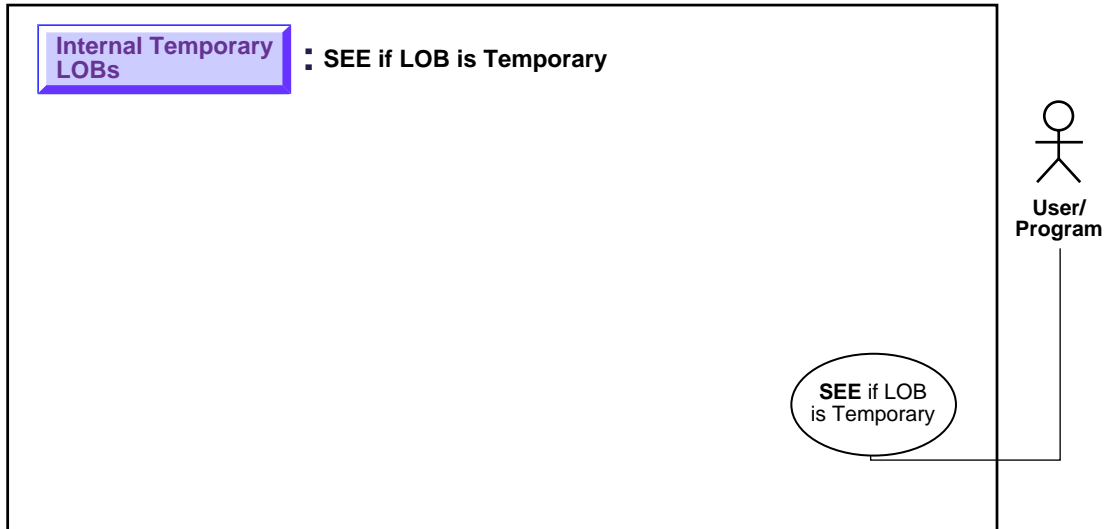 Internal Temporary
LOBs
: SEE if LOB is Temporary
User/
Program
SEE if LOB
is Temporary